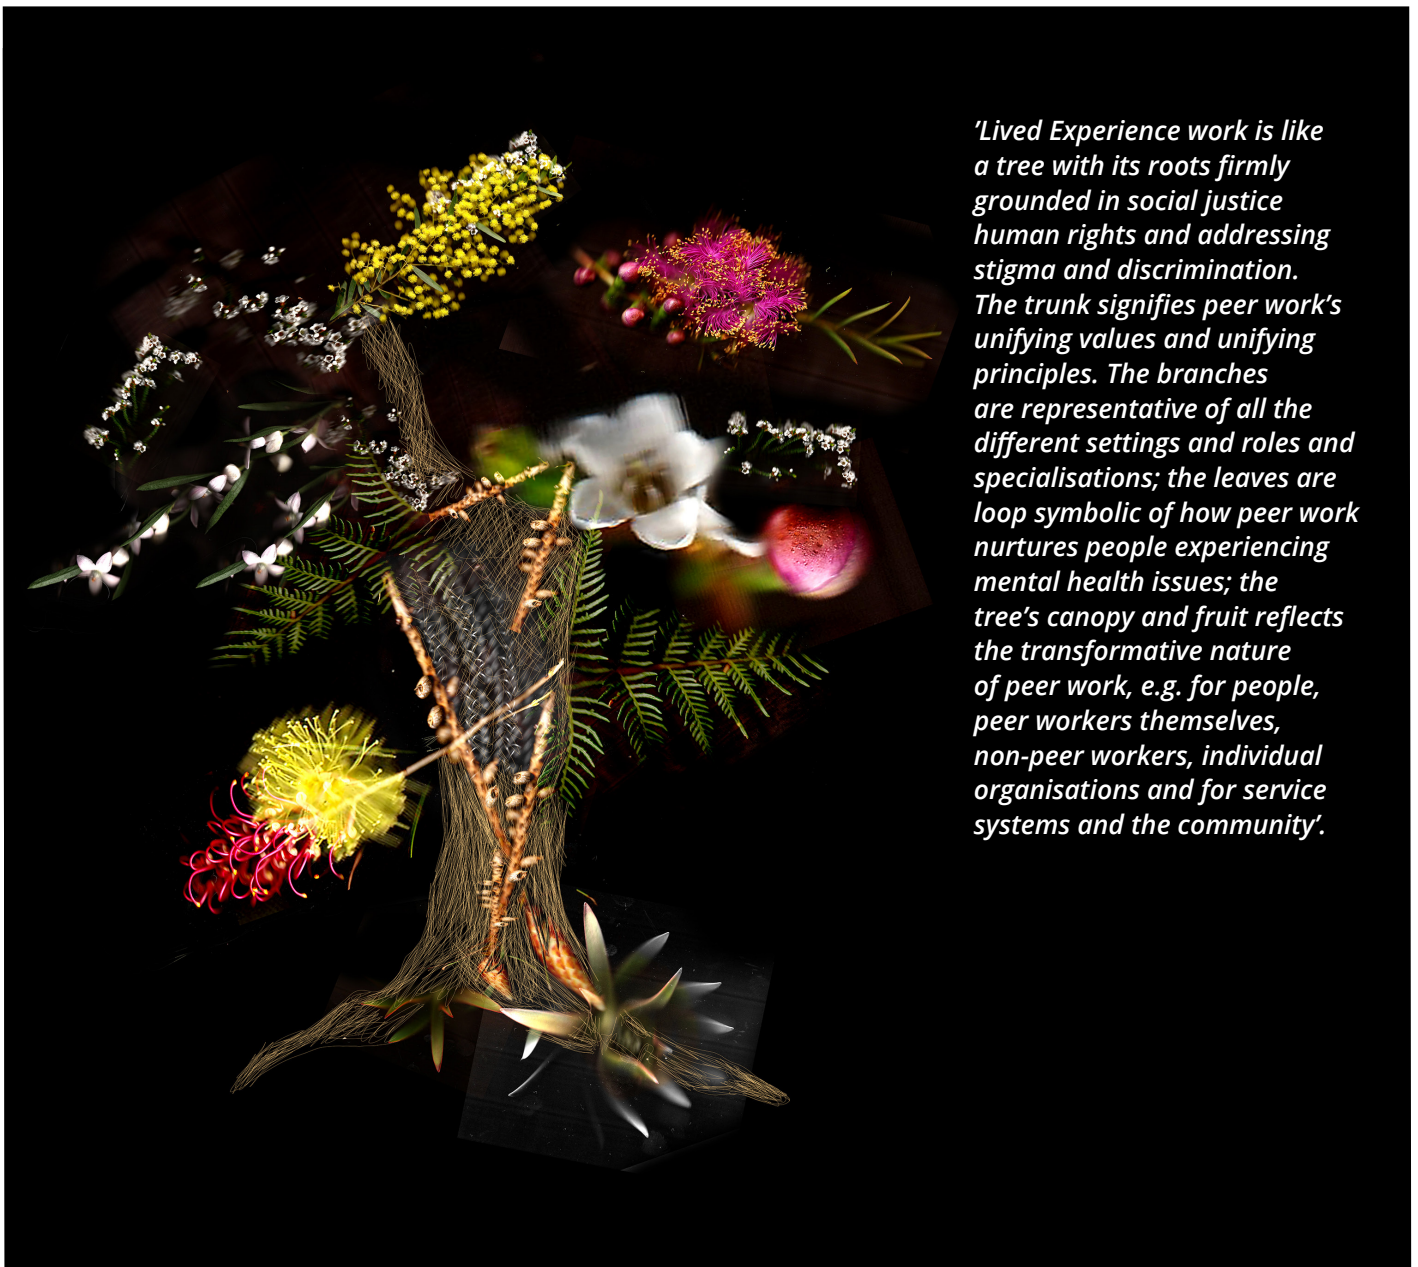 ’Lived Experience work is like
a tree with its roots firmly
grounded in social justice
human rights and addressing
stigma and discrimination.
The trunk signifies peer work’s
unifying values and unifying
principles. The branches
are representative of all the
different settings and roles and
specialisations; the leaves are
loop symbolic of how peer work
nurtures people experiencing
mental health issues; the
tree’s canopy and fruit reflects
the transformative nature
of peer work, e.g. for people,
peer workers themselves,
non-peer workers, individual
organisations and for service
systems and the community’.